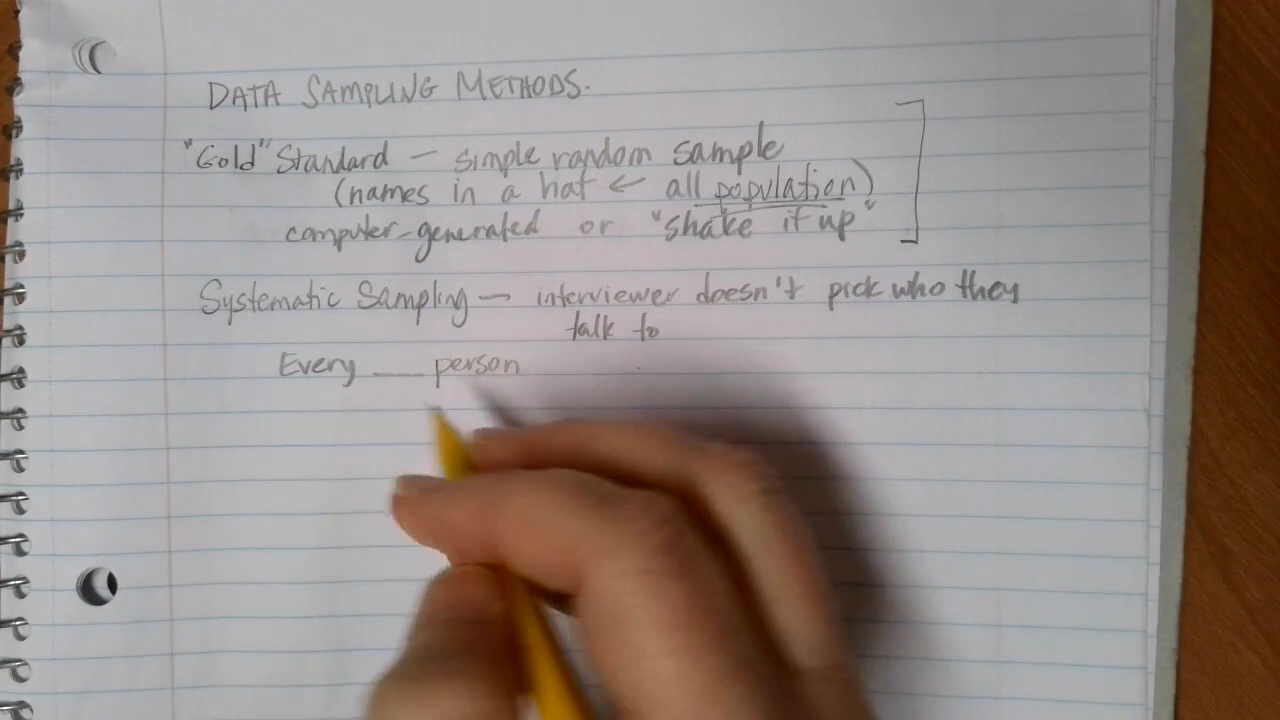 DATA SAMPLING METHODS.
"Gold" Standard – simple random sample
(names in a hat ← all population)
computer-generated or "shake it up"
Systematic Sampling – interviewer doesn't pick who they
talk to
Every ___ person